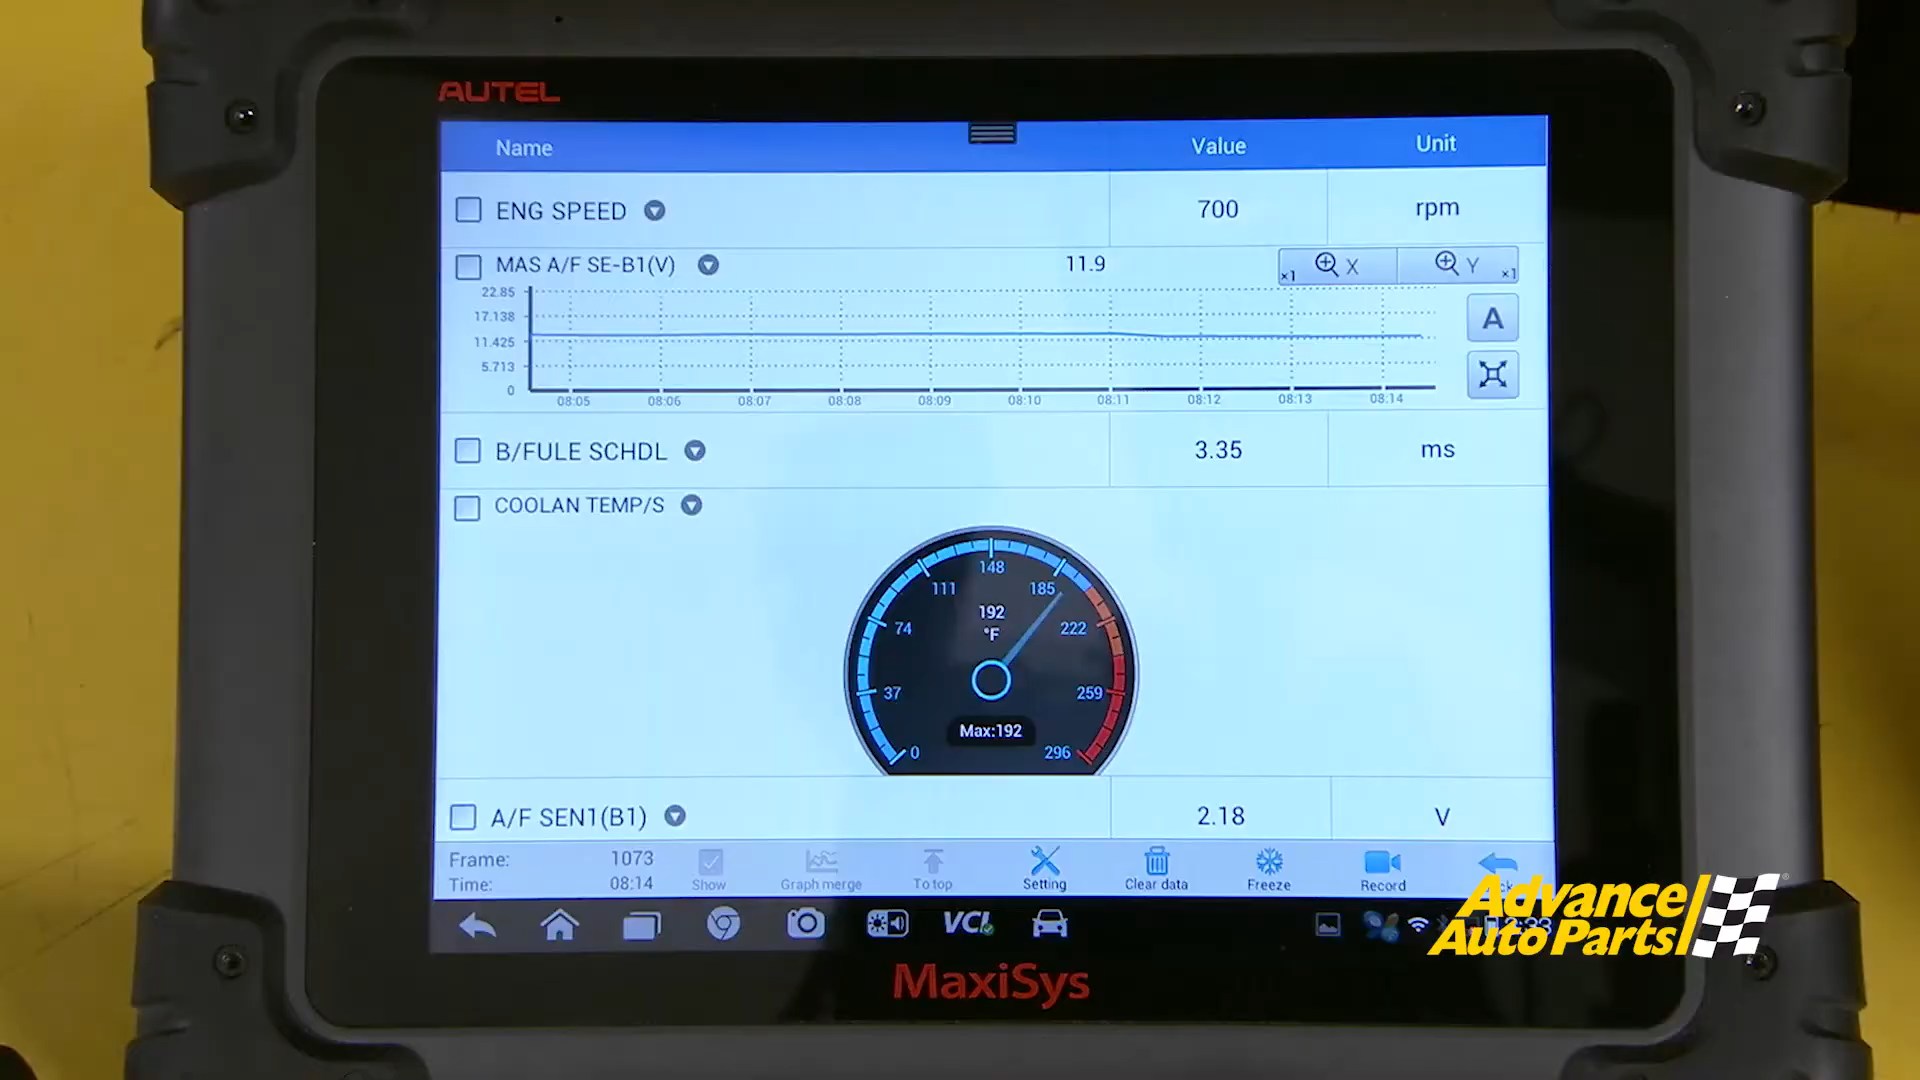 AUTEL
Name Value Unit
ENG SPEED 700 rpm
MAS A/F SE-B1(V) 11.9 ×1 X Y ×1
22.85
17.138
11.425
5.713
0
08:05 08:06 08:07 08:08 08:09 08:10 08:11 08:12 08:13 08:14
A
B/FULE SCHDL 3.35 ms
COOLAN TEMP/S
148
111 185
192
°F
74 222
37 259
Max:192
0 296
A/F SEN1(B1) 2.18 V
Frame: 1073
Time: 08:14
Show Graph merge To top Setting Clear data Freeze Record
VCI
Advance
Auto Parts
MaxiSys